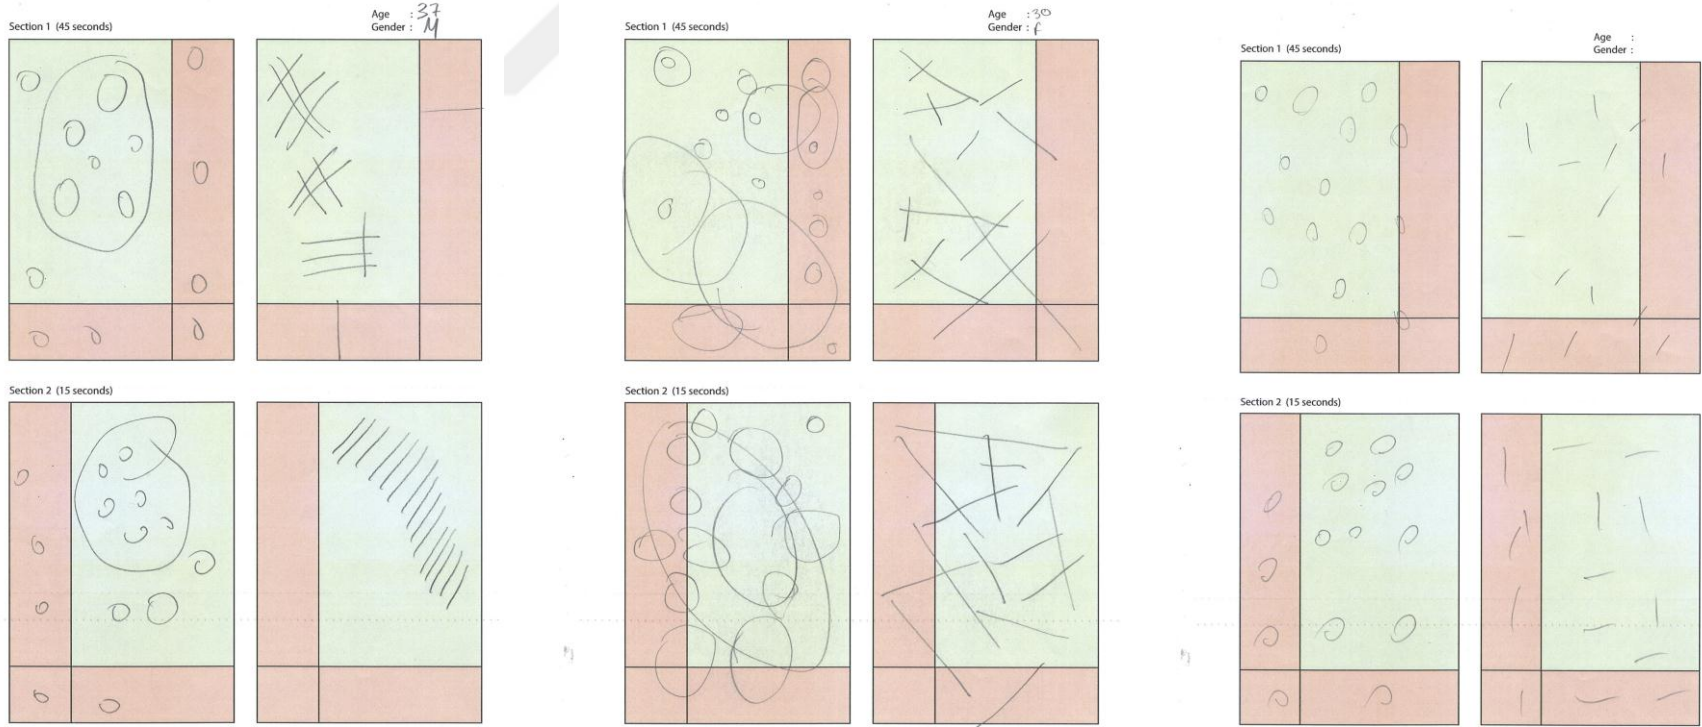 Age : 37
Section 1 (45 seconds)
Gender : M
Section 2 (15 seconds)
Age : 30
Section 1 (45 seconds)
Gender : F
Section 2 (15 seconds)
Age :
Section 1 (45 seconds)
Gender :
Section 2 (15 seconds)